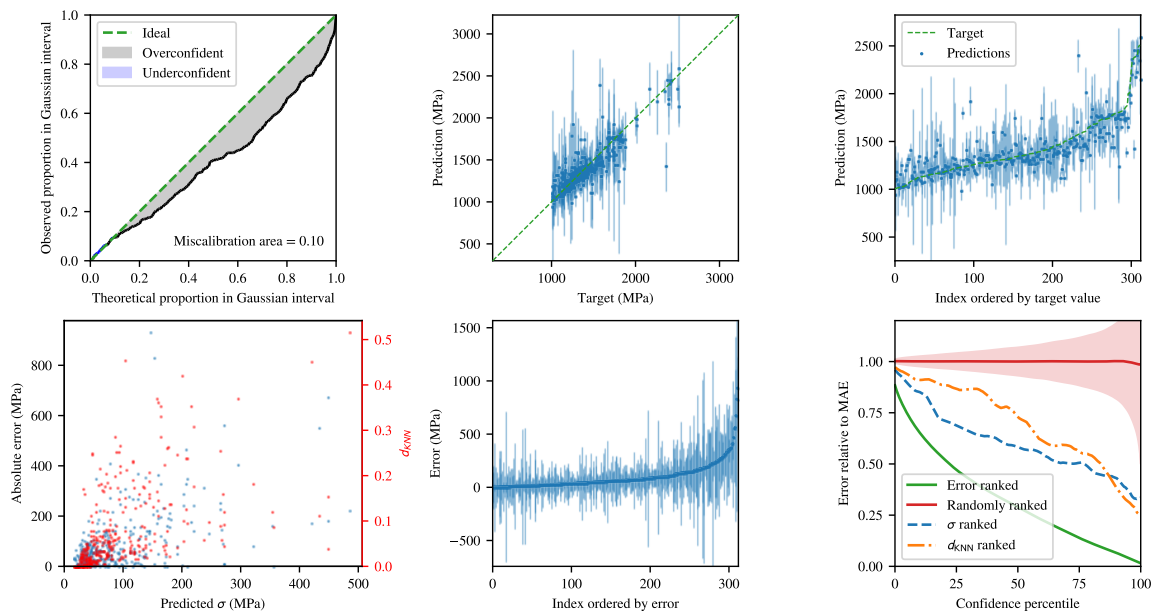 1.0
0.8
0.6
0.4
0.2
0.0
Observed proportion in Gaussian interval
Ideal
Overconfident
Underconfident
Miscalibration area = 0.10
0.0 0.2 0.4 0.6 0.8 1.0
Theoretical proportion in Gaussian interval
3000
2500
2000
1500
1000
500
Prediction (MPa)
1000 2000 3000
Target (MPa)
3000
2500
2000
1500
1000
500
Prediction (MPa)
Target
Predictions
0 100 200 300
Index ordered by target value
800
600
400
200
0
Absolute error (MPa)
0.5
0.4
0.3
0.2
0.1
0.0
d_KNN
0 100 200 300 400 500
Predicted σ (MPa)
1500
1000
500
0
−500
Error (MPa)
0 100 200 300
Index ordered by error
1.00
0.75
0.50
0.25
0.00
Error relative to MAE
Error ranked
Randomly ranked
σ ranked
d_KNN ranked
0 25 50 75 100
Confidence percentile